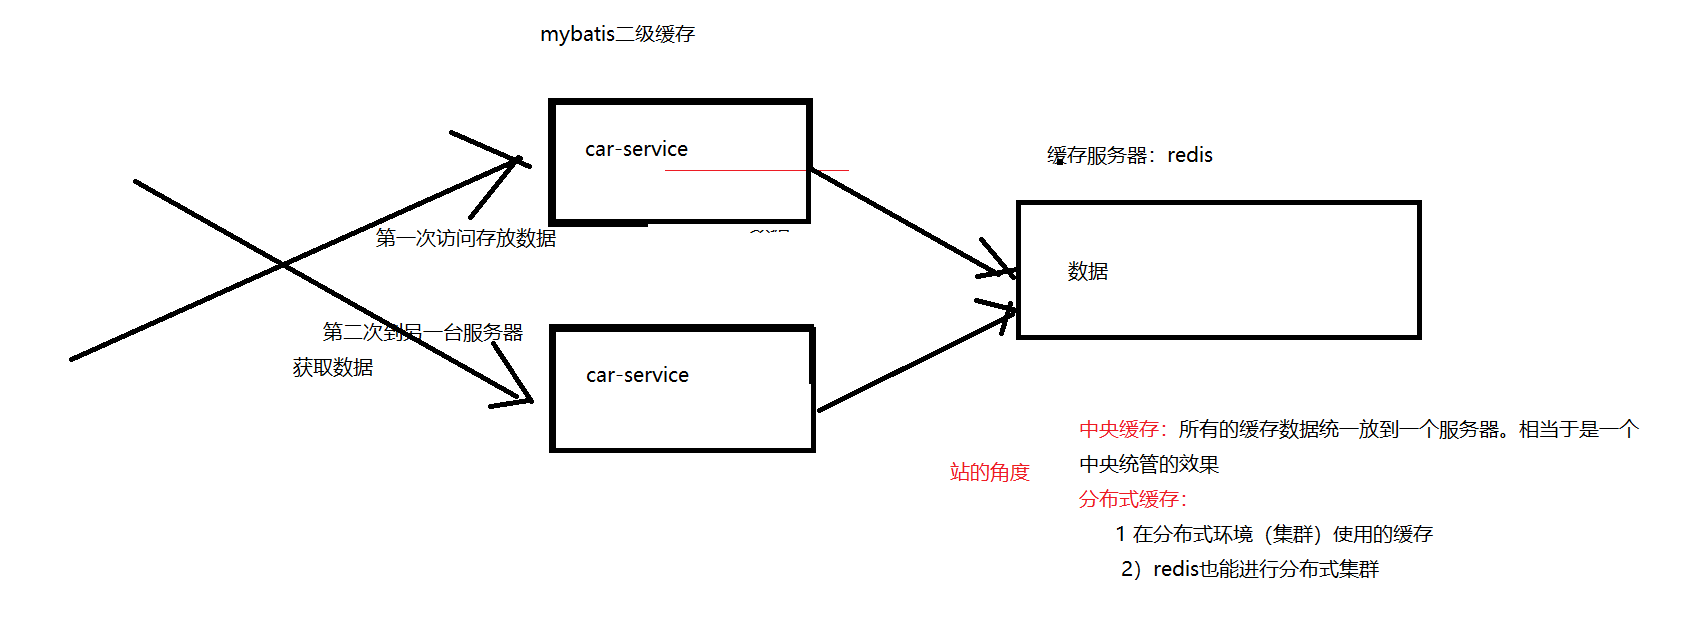 mybatis二级缓存
car-service
缓存服务器：redis
第一次访问存放数据
数据
第二次到另一台服务器
获取数据
car-service
中央缓存：所有的缓存数据统一放到一个服务器。相当于是一个
中央统管的效果
站的角度
分布式缓存：
1 在分布式环境（集群）使用的缓存
2）redis也能进行分布式集群